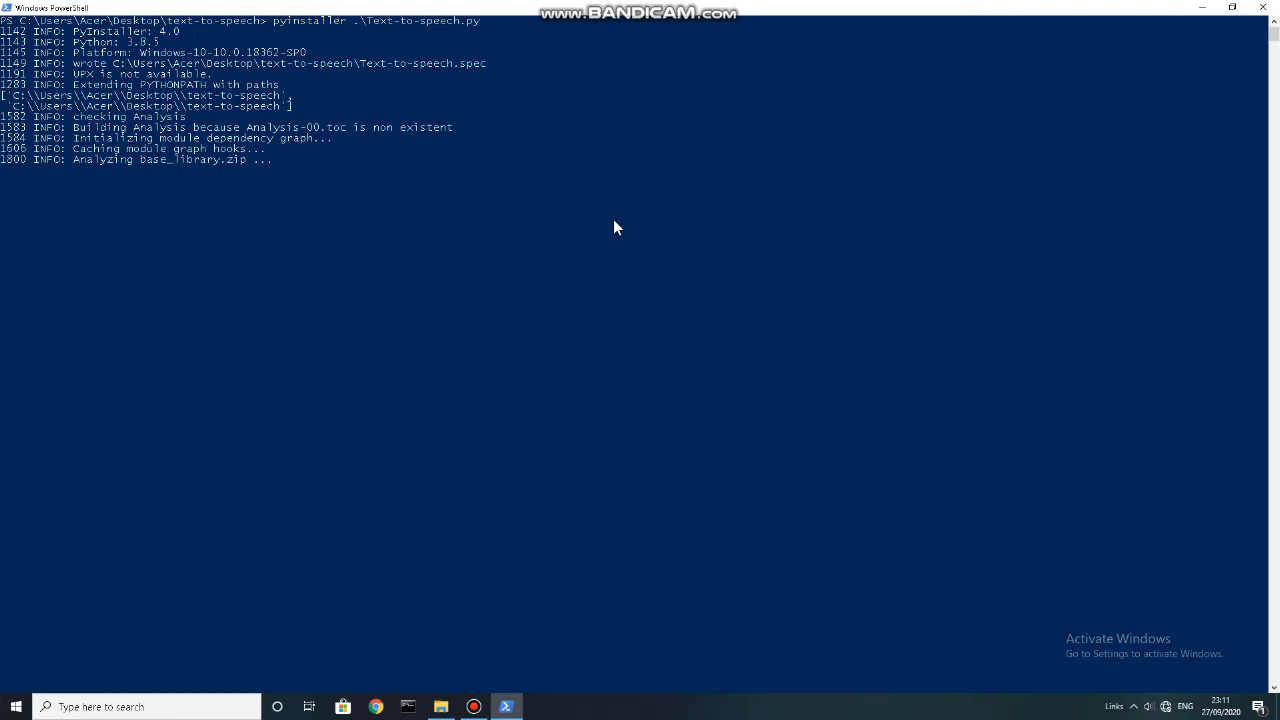 Windows PowerShell
www.BANDICAM.com
PS C:\Users\Acer\Desktop\text-to-speech> pyinstaller .\Text-to-speech.py
1142 INFO: PyInstaller: 4.0
1143 INFO: Python: 3.8.5
1145 INFO: Platform: Windows-10-10.0.18362-SP0
1149 INFO: wrote C:\Users\Acer\Desktop\text-to-speech\Text-to-speech.spec
1191 INFO: UPX is not available.
1283 INFO: Extending PYTHONPATH with paths
['C:\\Users\\Acer\\Desktop\\text-to-speech',
 'C:\\Users\\Acer\\Desktop\\text-to-speech']
1582 INFO: checking Analysis
1583 INFO: Building Analysis because Analysis-00.toc is non existent
1584 INFO: Initializing module dependency graph...
1606 INFO: Caching module graph hooks...
1800 INFO: Analyzing base_library.zip ...
Activate Windows
Go to Settings to activate Windows.
Type here to search
Links
ENG
23:11
27/09/2020